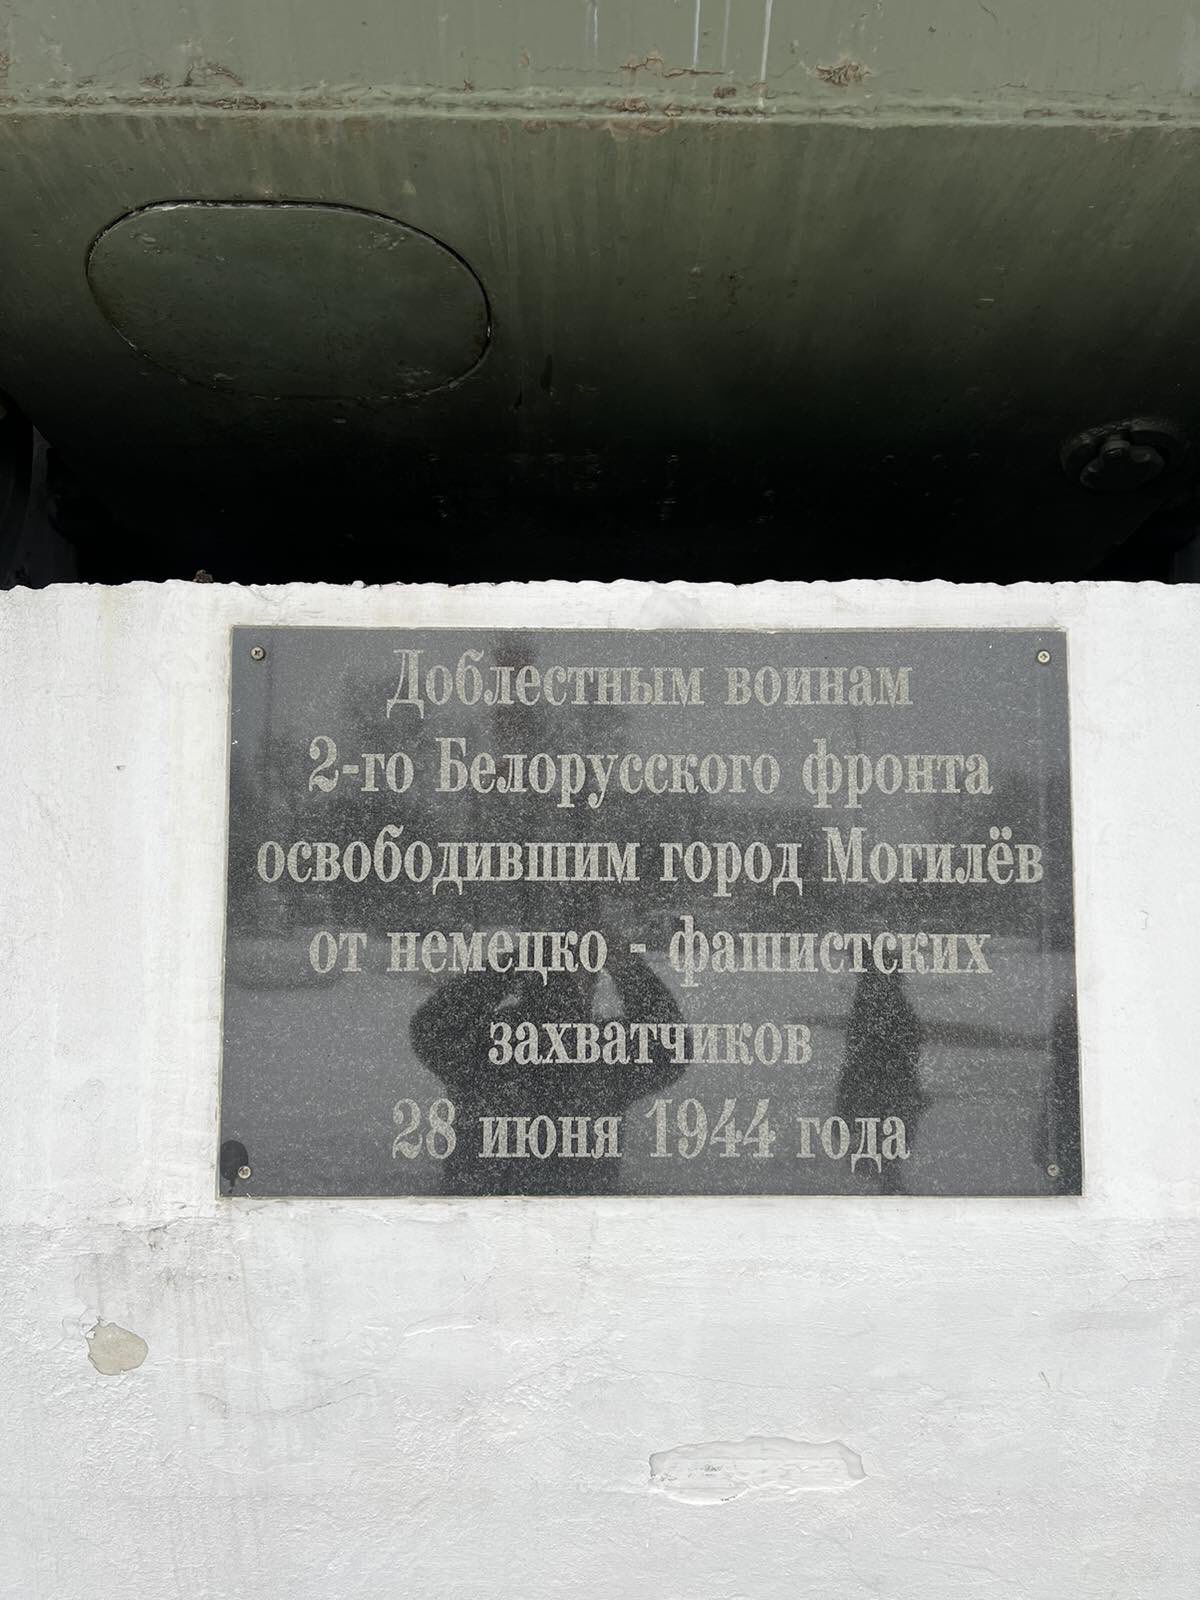 Доблестным воинам
2-го Белорусского фронта
освободившим город Могилёв
от немецко - фашистских
захватчиков
28 июня 1944 года